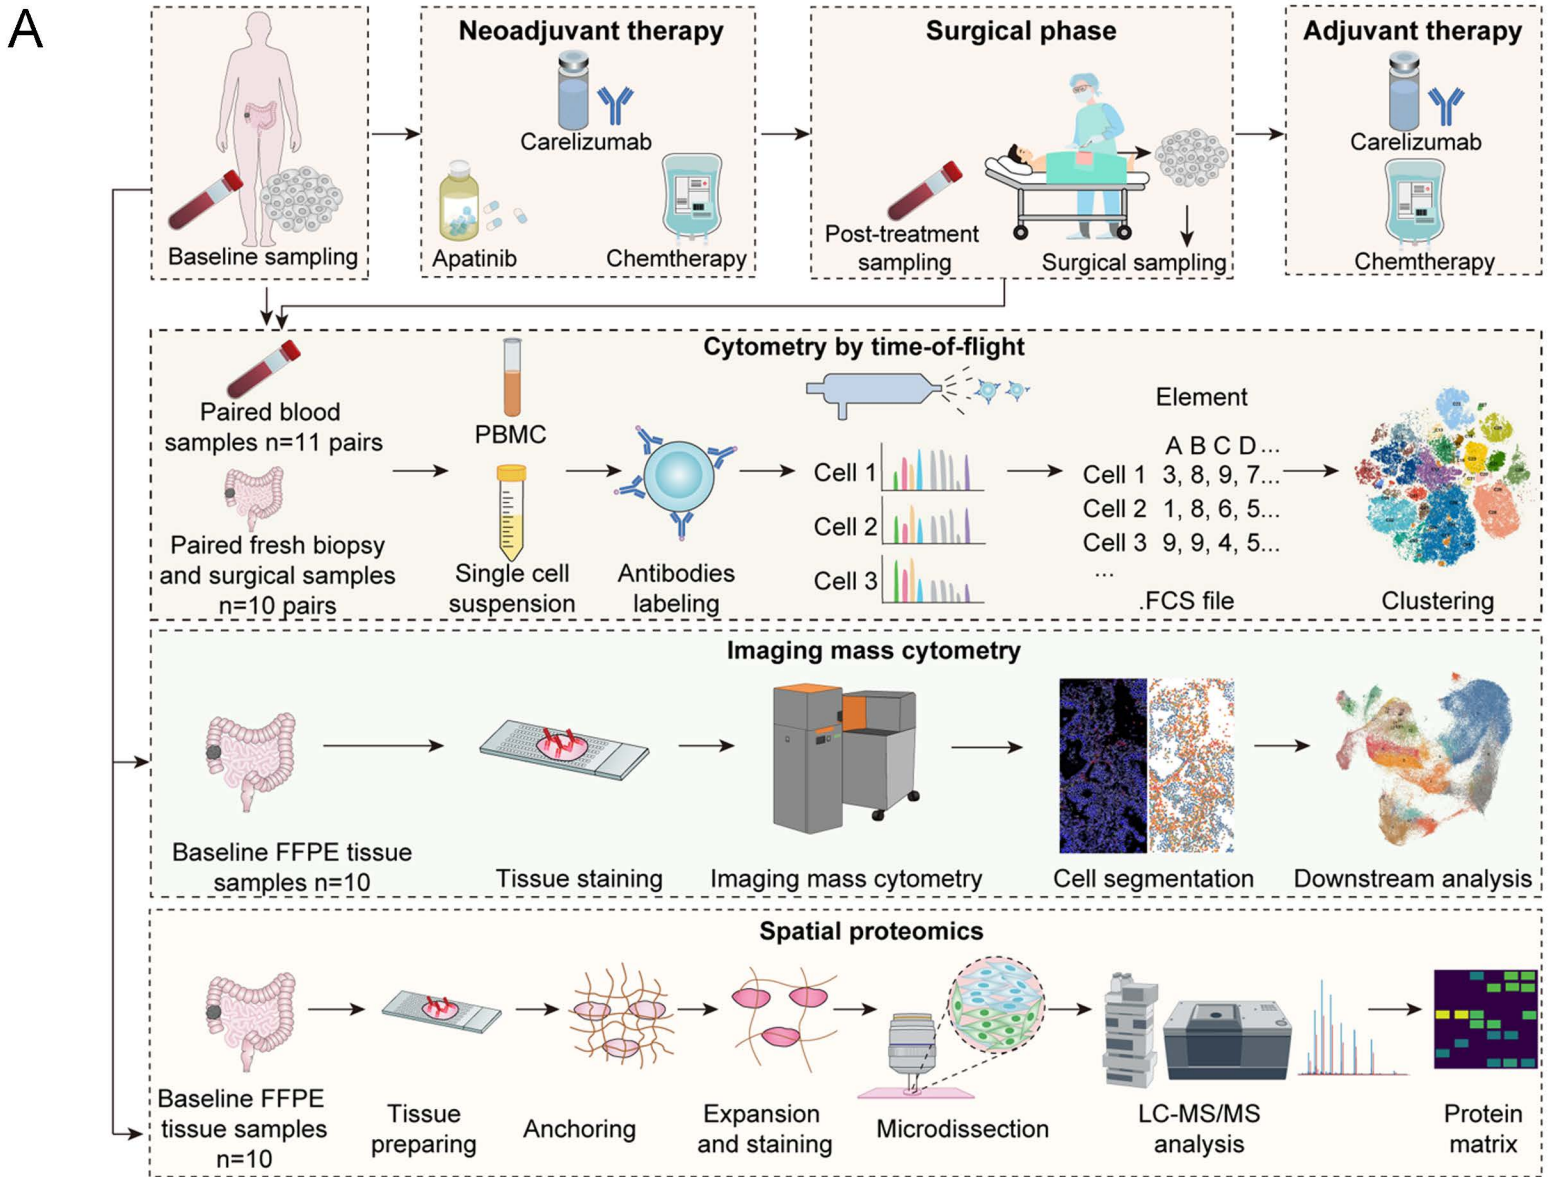 A
Neoadjuvant therapy
Surgical phase
Adjuvant therapy
Carelizumab
Carelizumab
Baseline sampling
Apatinib
Chemtherapy
Post-treatment
sampling
Surgical sampling
Chemtherapy
Cytometry by time-of-flight
Paired blood
samples n=11 pairs
Paired fresh biopsy
and surgical samples
n=10 pairs
PBMC
Single cell
suspension
Antibodies
labeling
Cell 1
Cell 2
Cell 3
Element
A B C D...
Cell 1 3, 8, 9, 7...
Cell 2 1, 8, 6, 5...
Cell 3 9, 9, 4, 5...
...
.FCS file
Clustering
Imaging mass cytometry
Baseline FFPE tissue
samples n=10
Tissue staining
Imaging mass cytometry
Cell segmentation
Downstream analysis
Spatial proteomics
Baseline FFPE
tissue samples
n=10
Tissue
preparing
Anchoring
Expansion
and staining
Microdissection
LC-MS/MS
analysis
Protein
matrix